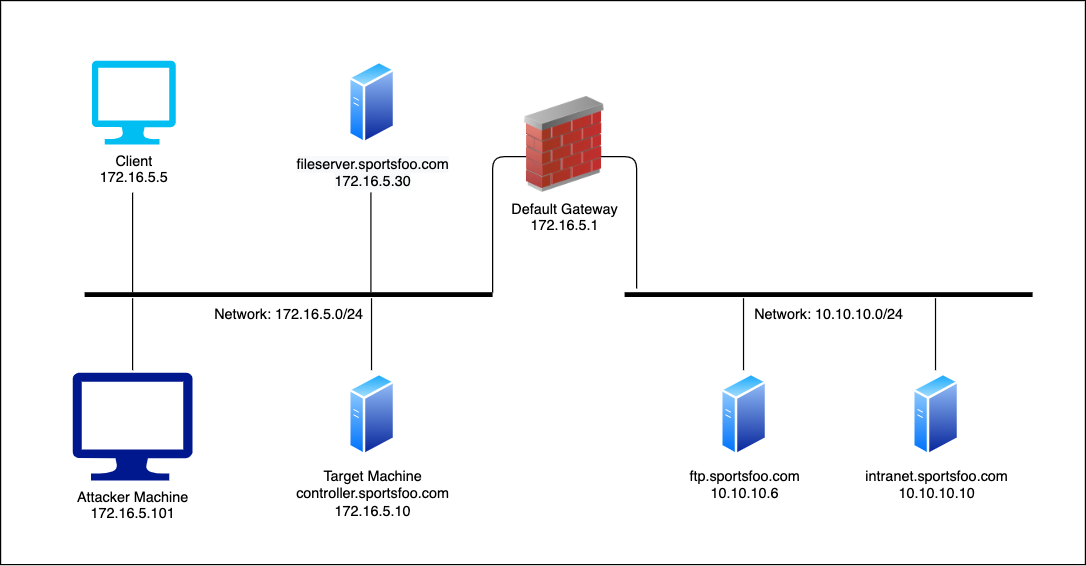 Client
172.16.5.5
fileserver.sportsfoo.com
172.16.5.30
Default Gateway
172.16.5.1
Network: 172.16.5.0/24
Network: 10.10.10.0/24
Attacker Machine
172.16.5.101
Target Machine
controller.sportsfoo.com
172.16.5.10
ftp.sportsfoo.com
10.10.10.6
intranet.sportsfoo.com
10.10.10.10